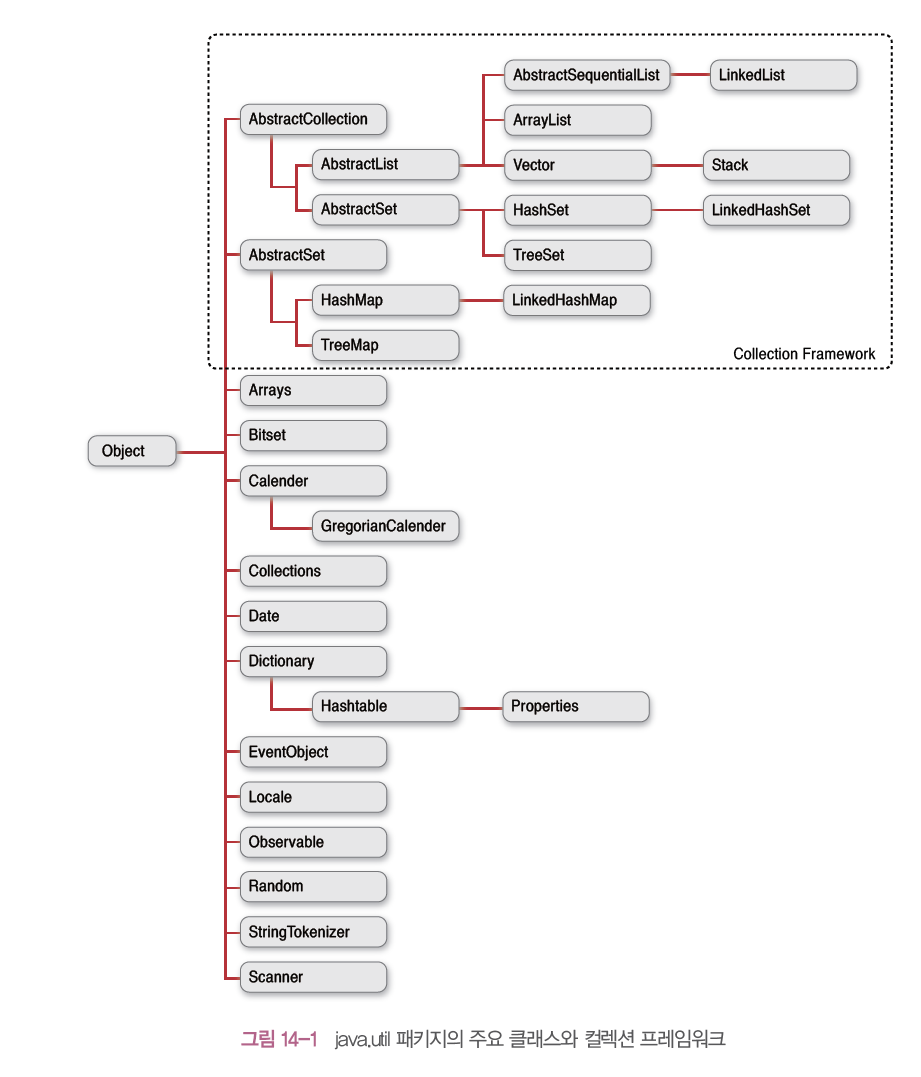 AbstractSequentialList
LinkedList
AbstractCollection
ArrayList
AbstractList
Vector
Stack
AbstractSet
HashSet
LinkedHashSet
AbstractSet
TreeSet
HashMap
LinkedHashMap
TreeMap
Collection Framework
Arrays
Bitset
Object
Calender
GregorianCalender
Collections
Date
Dictionary
Hashtable
Properties
EventObject
Locale
Observable
Random
StringTokenizer
Scanner
그림 14-1 java.util 패키지의 주요 클래스와 컬렉션 프레임워크